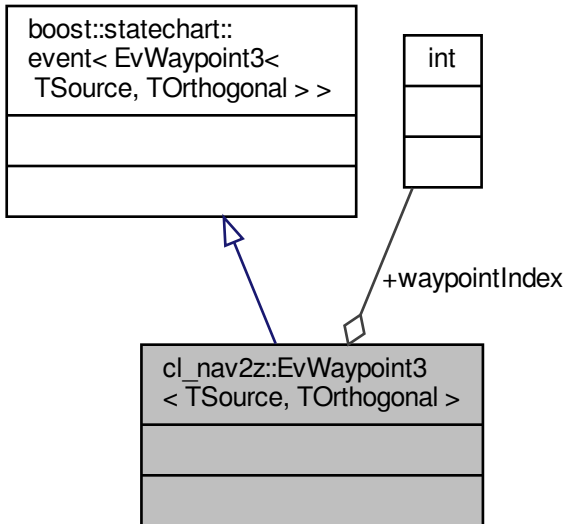 boost::statechart::
event< EvWaypoint3<
TSource, TOrthogonal > >
int
+waypointIndex
cl_nav2z::EvWaypoint3
< TSource, TOrthogonal >